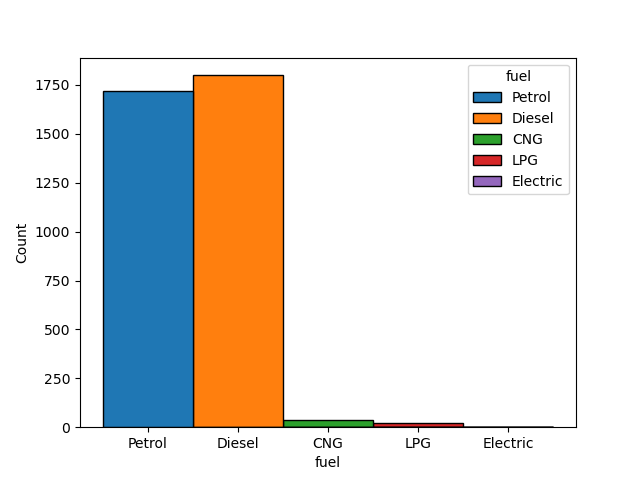 fuel
Petrol
Diesel
CNG
LPG
Electric
1750
1500
1250
1000
750
500
250
0
Count
Petrol Diesel CNG LPG Electric
fuel